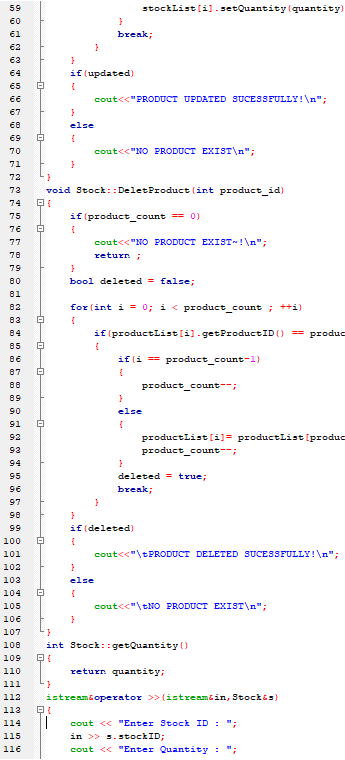 59 stockList[i].setQuantity(quantity)
60 }
61 break;
62 }
63 }
64 if(updated)
65 {
66 cout<<"PRODUCT UPDATED SUCESSFULLY!\n";
67 }
68 else
69 {
70 cout<<"NO PRODUCT EXIST\n";
71 }
72 }
73 void Stock::DeletProduct(int product_id)
74 {
75 if(product_count == 0)
76 {
77 cout<<"NO PRODUCT EXIST~!\n";
78 return ;
79 }
80 bool deleted = false;
81
82 for(int i = 0; i < product_count ; ++i)
83 {
84 if(productList[i].getProductID() == produc
85 {
86 if(i == product_count-1)
87 {
88 product_count--;
89 }
90 else
91 {
92 productList[i]= productList[produc
93 product_count--;
94 }
95 deleted = true;
96 break;
97 }
98 }
99 if(deleted)
100 {
101 cout<<"\tPRODUCT DELETED SUCESSFULLY!\n";
102 }
103 else
104 {
105 cout<<"\tNO PRODUCT EXIST\n";
106 }
107 }
108 int Stock::getQuantity()
109 {
110 return quantity;
111 }
112 istream&operator >>(istream&in,Stock&s)
113 {
114 cout << "Enter Stock ID : ";
115 in >> s.stockID;
116 cout << "Enter Quantity : ";